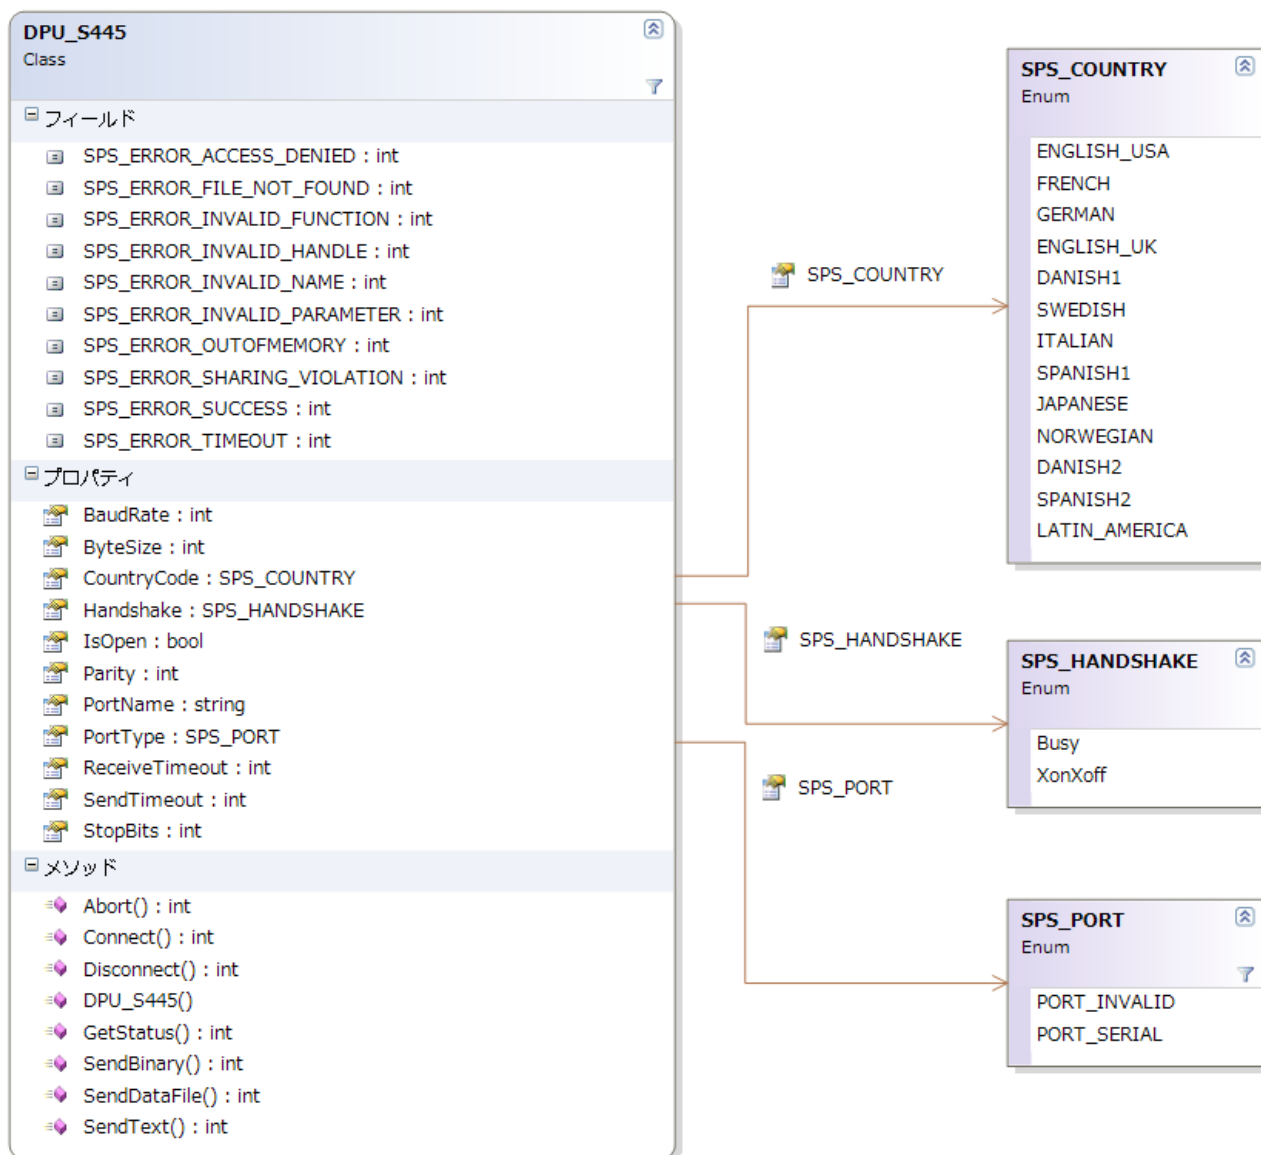 DPU_S445
Class
フィールド
SPS_ERROR_ACCESS_DENIED : int
SPS_ERROR_FILE_NOT_FOUND : int
SPS_ERROR_INVALID_FUNCTION : int
SPS_ERROR_INVALID_HANDLE : int
SPS_ERROR_INVALID_NAME : int
SPS_ERROR_INVALID_PARAMETER : int
SPS_ERROR_OUTOFMEMORY : int
SPS_ERROR_SHARING_VIOLATION : int
SPS_ERROR_SUCCESS : int
SPS_ERROR_TIMEOUT : int
プロパティ
BaudRate : int
ByteSize : int
CountryCode : SPS_COUNTRY
Handshake : SPS_HANDSHAKE
IsOpen : bool
Parity : int
PortName : string
PortType : SPS_PORT
ReceiveTimeout : int
SendTimeout : int
StopBits : int
メソッド
Abort() : int
Connect() : int
Disconnect() : int
DPU_S445()
GetStatus() : int
SendBinary() : int
SendDataFile() : int
SendText() : int
SPS_COUNTRY
SPS_HANDSHAKE
SPS_PORT
SPS_COUNTRY
Enum
ENGLISH_USA
FRENCH
GERMAN
ENGLISH_UK
DANISH1
SWEDISH
ITALIAN
SPANISH1
JAPANESE
NORWEGIAN
DANISH2
SPANISH2
LATIN_AMERICA
SPS_HANDSHAKE
Enum
Busy
XonXoff
SPS_PORT
Enum
PORT_INVALID
PORT_SERIAL